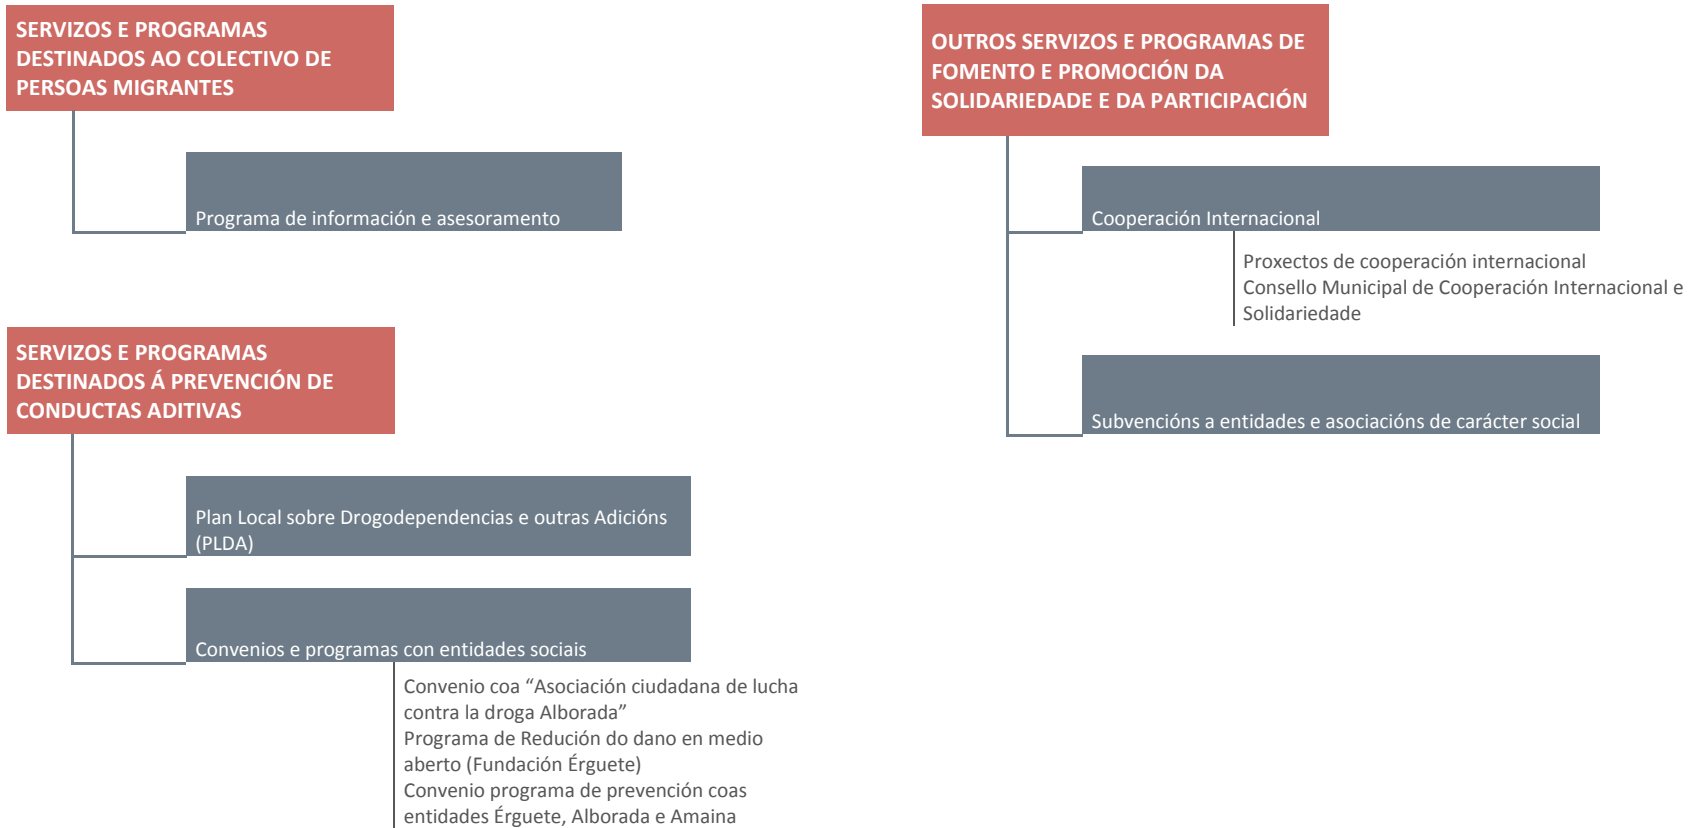 SERVIZOS E PROGRAMAS
DESTINADOS AO COLECTIVO DE
PERSOAS MIGRANTES
Programa de información e asesoramento
SERVIZOS E PROGRAMAS
DESTINADOS Á PREVENCIÓN DE
CONDUCTAS ADITIVAS
Plan Local sobre Drogodependencias e outras Adicións
(PLDA)
Convenios e programas con entidades sociais
Convenio coa “Asociación ciudadana de lucha
contra la droga Alborada”
Programa de Redución do dano en medio
aberto (Fundación Érguete)
Convenio programa de prevención coas
entidades Érguete, Alborada e Amaina
OUTROS SERVIZOS E PROGRAMAS DE
FOMENTO E PROMOCIÓN DA
SOLIDARIEDADE E DA PARTICIPACIÓN
Cooperación Internacional
Proxectos de cooperación internacional
Consello Municipal de Cooperación Internacional e
Solidariedade
Subvencións a entidades e asociacións de carácter social